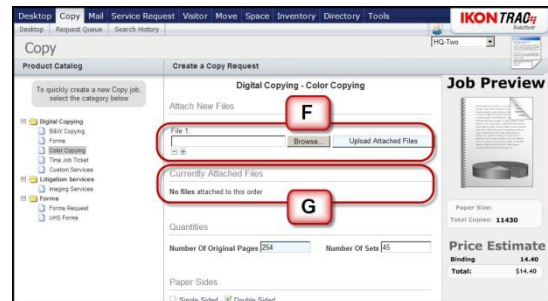 Desktop Copy Mail Service Request Visitor Move Space Inventory Directory Tools
IKON TRAC4
Solution
Desktop Request Queue Search History
Copy
HQ-Two
Product Catalog
Create a Copy Request
To quickly create a new Copy job, select the category below
Digital Copying
B&W Copying
Forms
Color Copying
Time Job Ticket
Custom Services
Litigation Services
Imaging Services
Forms
Forms Request
UHS Forms
Digital Copying - Color Copying
Attach New Files
F
File 1:
Browse... Upload Attached Files
Currently Attached Files
No files attached to this order
G
Quantities
Number Of Original Pages 254 Number Of Sets 45
Paper Sides
Single Sided Double Sided
Job Preview
Paper Size:
Total Copies: 11430
Price Estimate
Binding 14.40
Total: $14.40